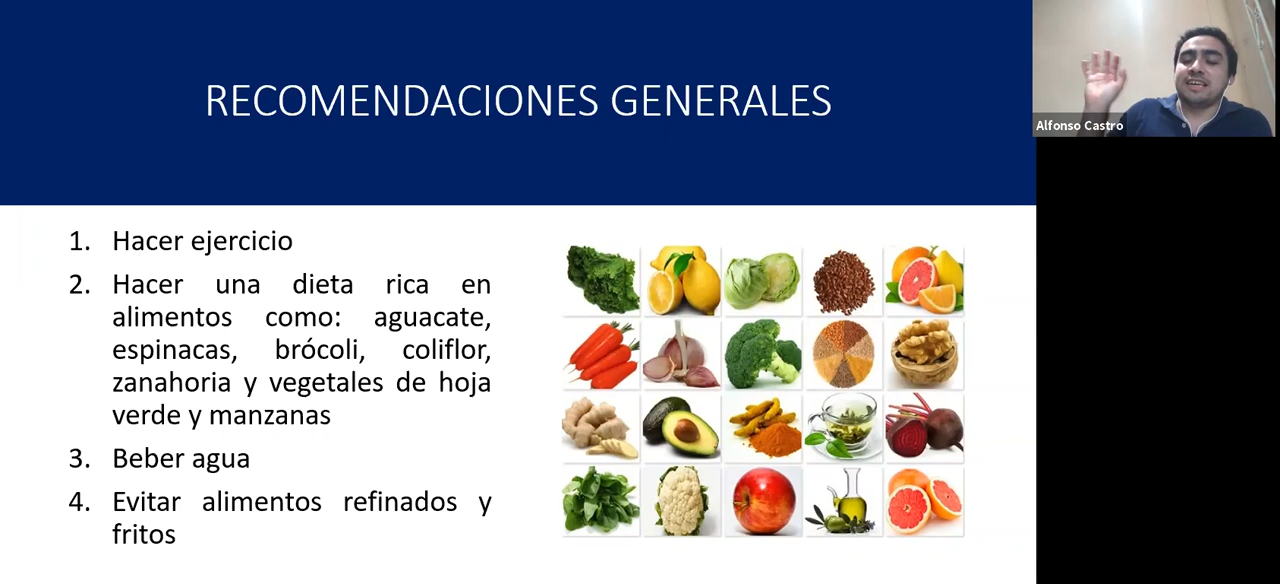 RECOMENDACIONES GENERALES
Alfonso Castro
1. Hacer ejercicio
2. Hacer una dieta rica en
alimentos como: aguacate,
espinacas, brócoli, coliflor,
zanahoria y vegetales de hoja
verde y manzanas
3. Beber agua
4. Evitar alimentos refinados y
fritos